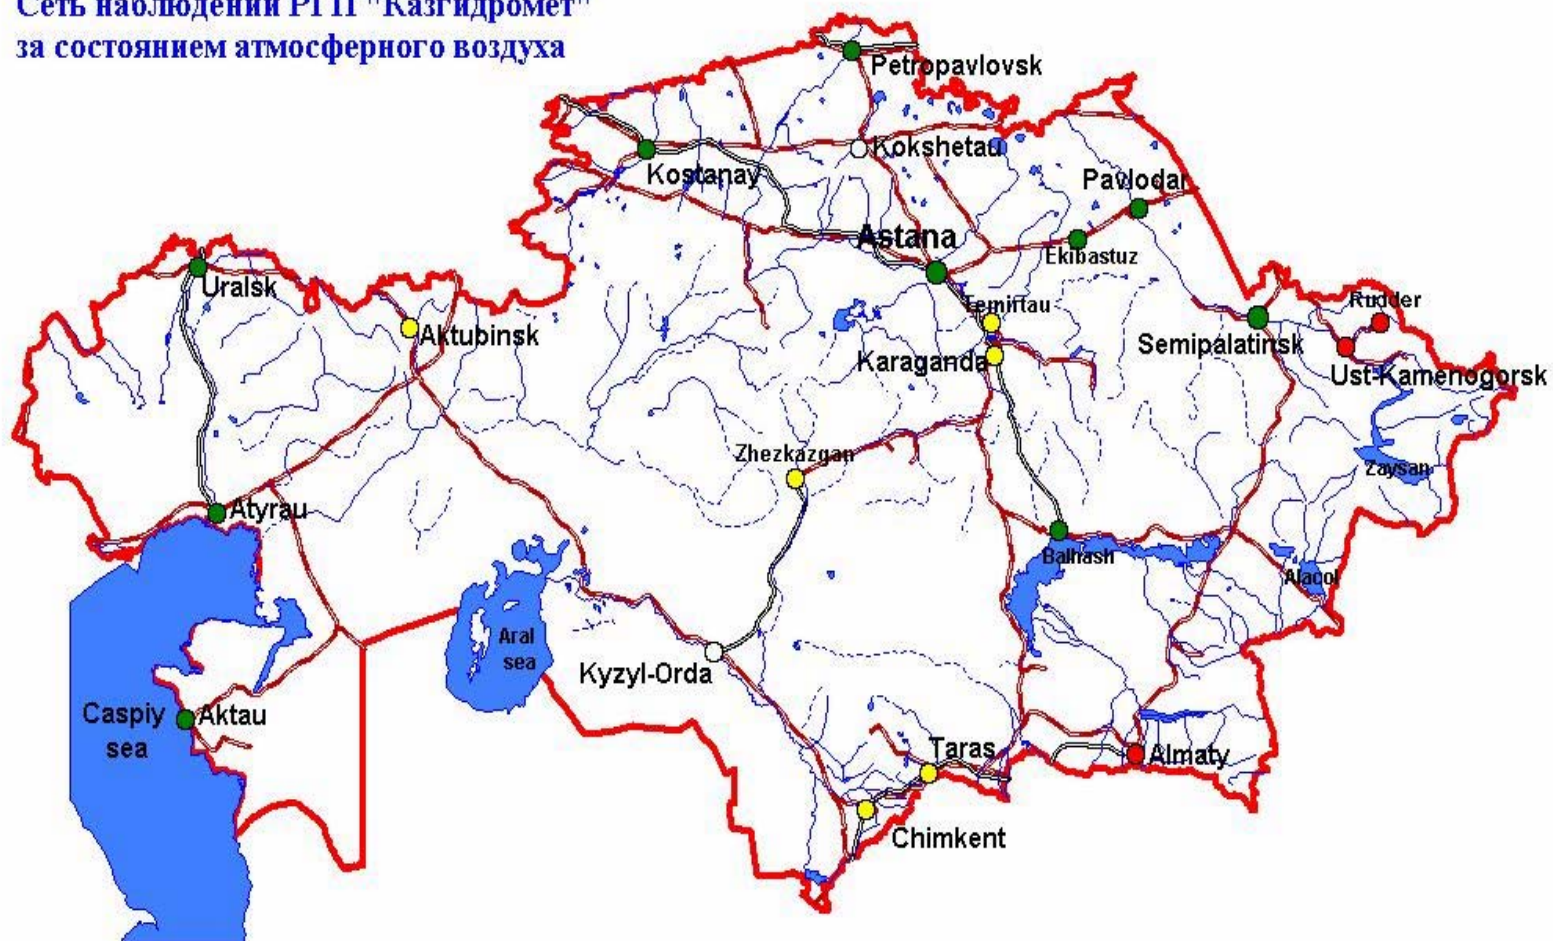 Сеть наблюдений РГП "Казгидромет"
за состоянием атмосферного воздуха
Petropavlovsk
Kokshetau
Kostanay
Pavlodar
Astana
Ekibastuz
Uralsk
Temirtau
Rudder
Aktubinsk
Semipalatinsk
Karaganda
Ust-Kamenogorsk
Zhezkazgan
Zaysan
Atyrau
Balhash
Alacol
Aral
sea
Kyzyl-Orda
Caspiy
sea
Aktau
Taras
Almaty
Chimkent